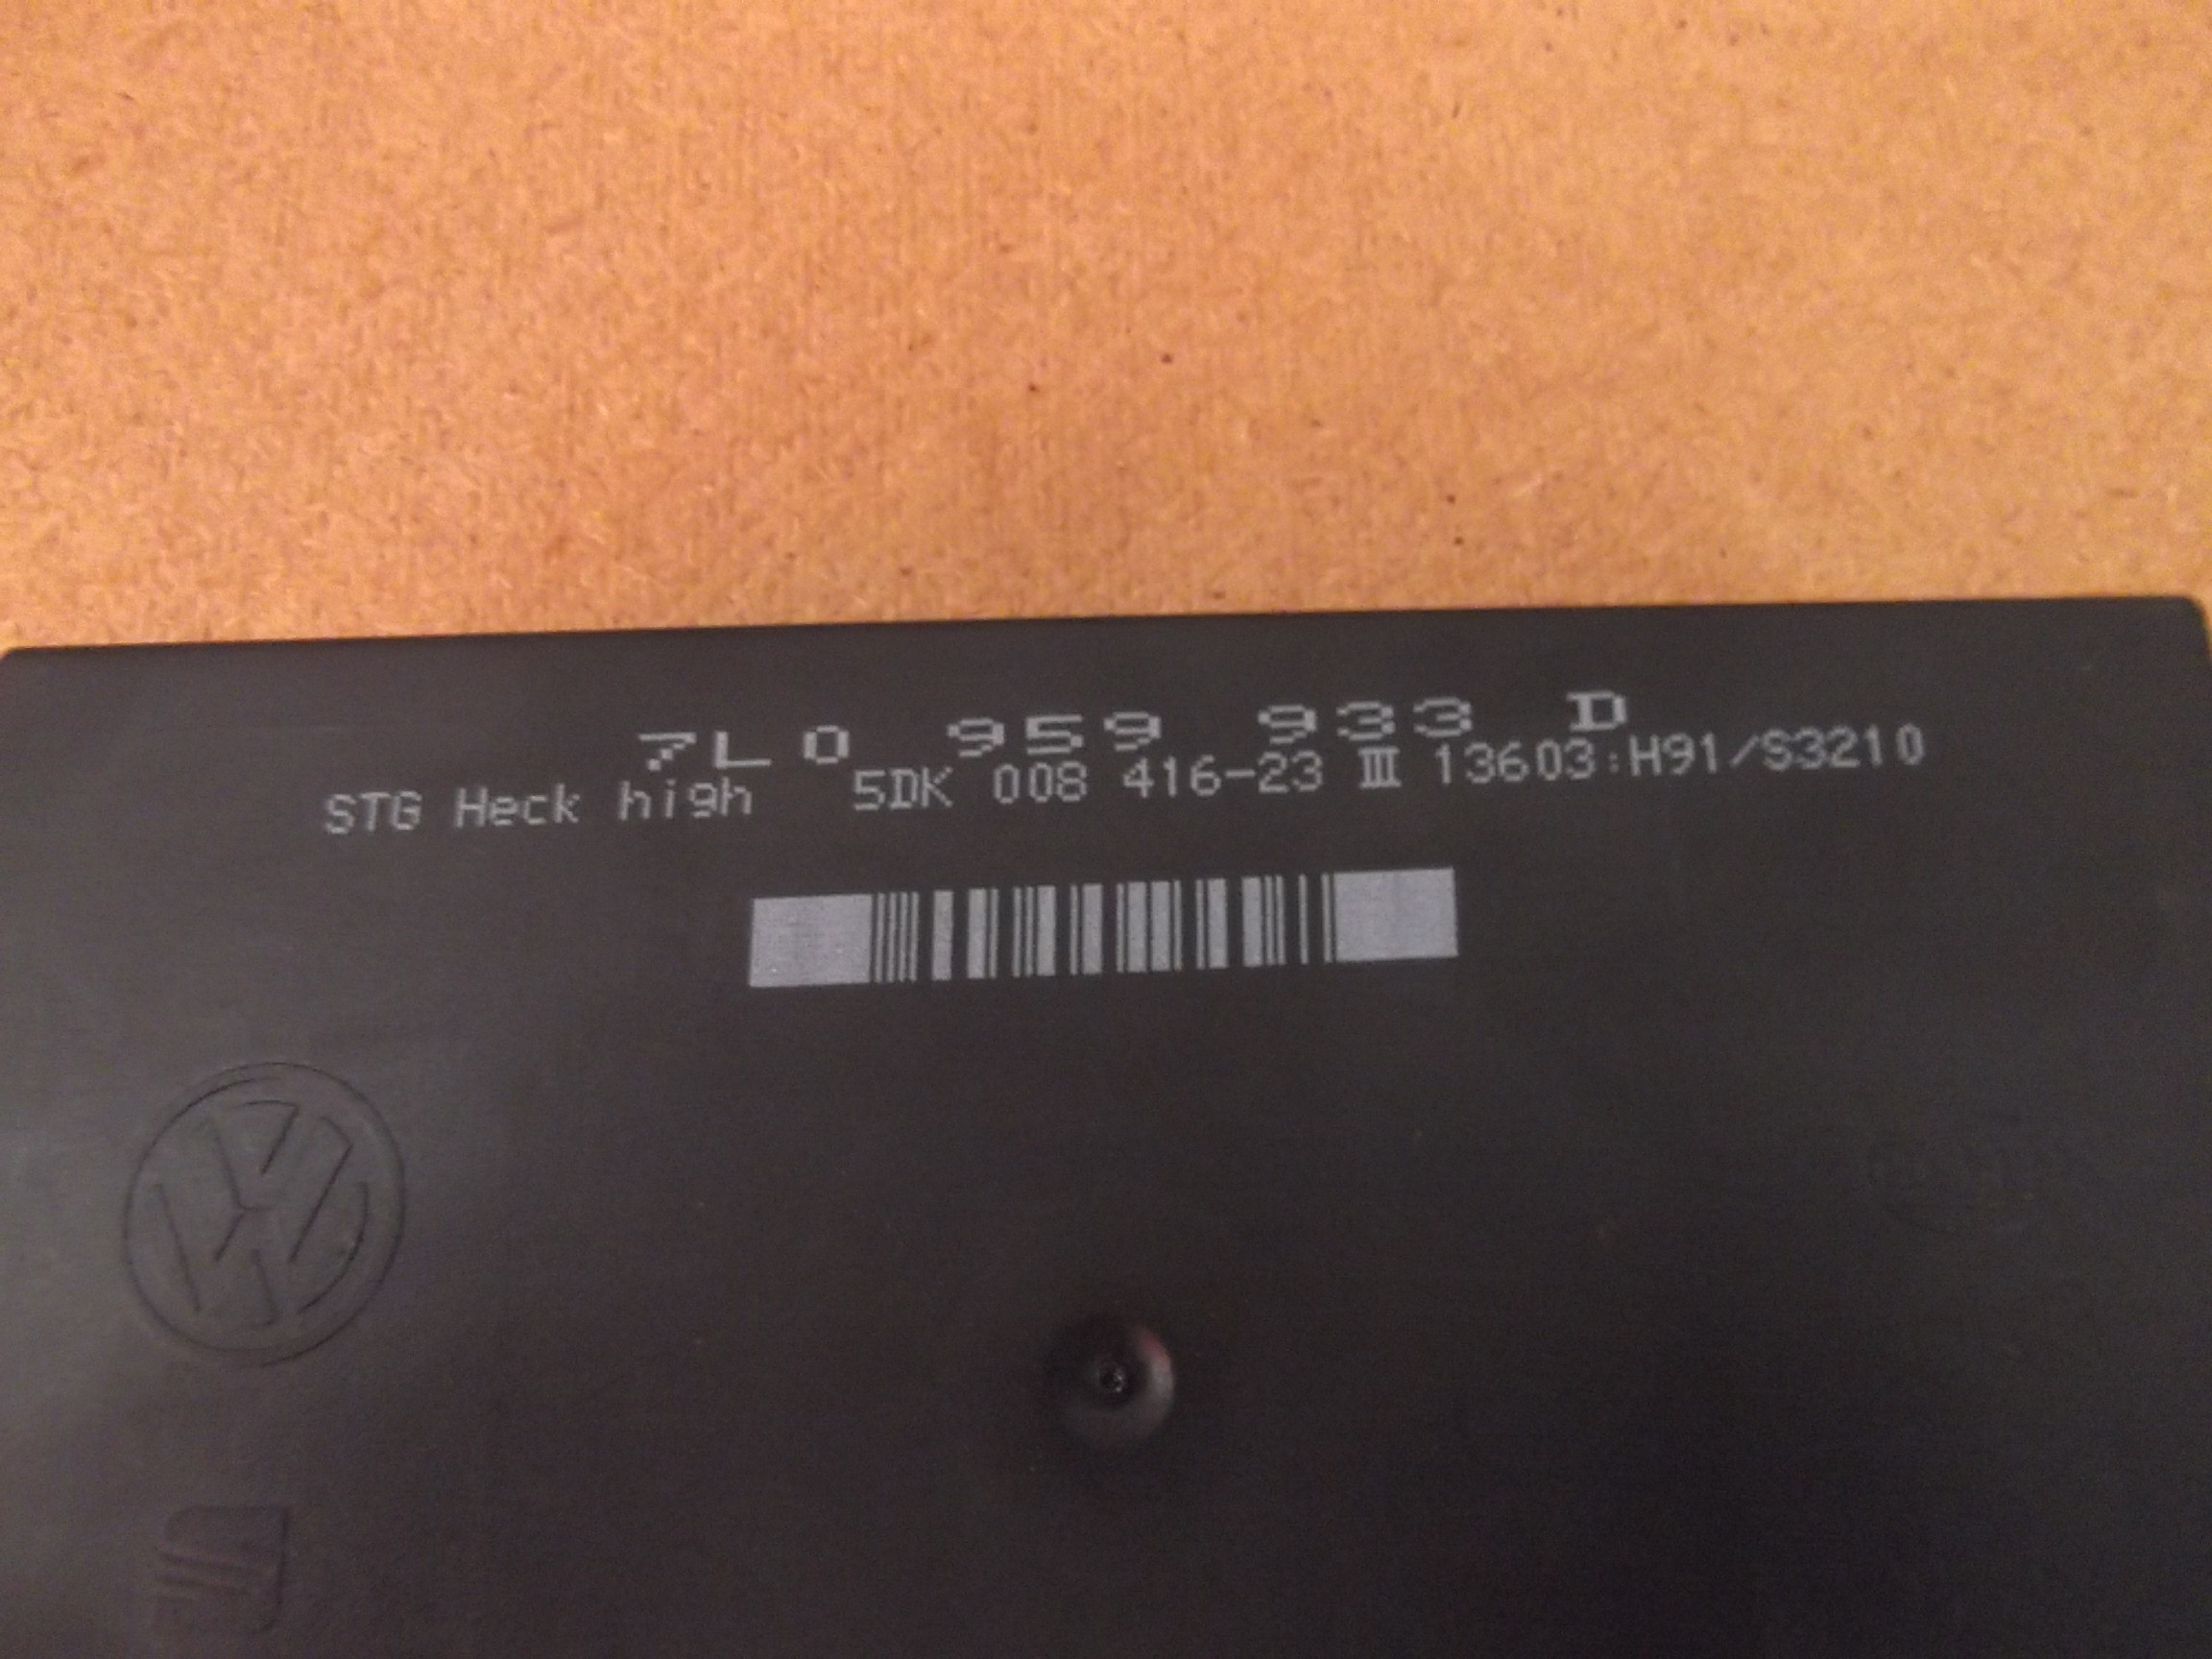 7L0 959 933 D
STG Heck high 5DK 008 416-23 III 13603:H91/S3210